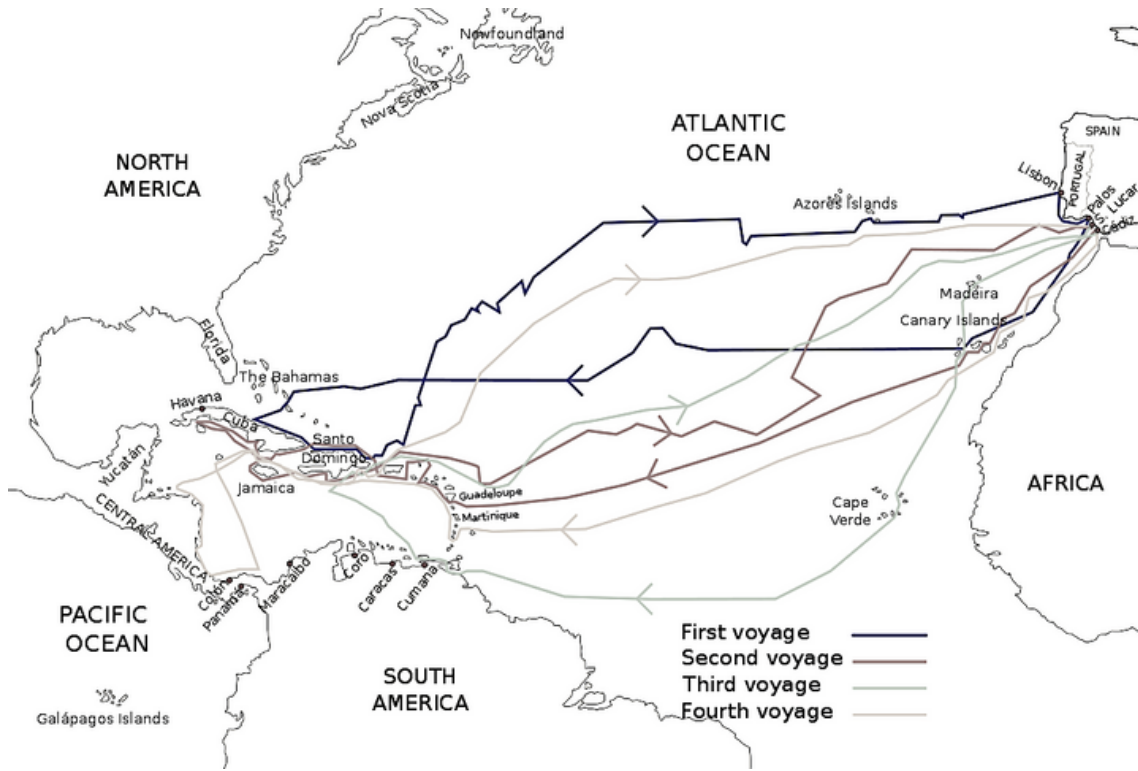 Newfoundland
Nova Scotia
ATLANTIC
OCEAN
SPAIN
PORTUGAL
NORTH
AMERICA
Lisbon
Palos
S. Lucar
Cádiz
Azores Islands
Madeira
Canary Islands
Florida
The Bahamas
Havana
Cuba
Santo
Domingo
Yucatán
Jamaica
Guadeloupe
Martinique
Cape
Verde
AFRICA
CENTRAL AMERICA
Colón
Panamá
Maracaibo
Coro
Caracas
Cumana
PACIFIC
OCEAN
SOUTH
AMERICA
Galápagos Islands
First voyage
Second voyage
Third voyage
Fourth voyage